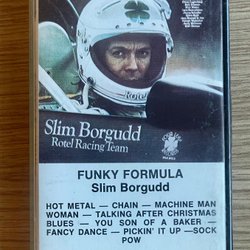 Slim Borgudd
Rotel Racing Team
FUNKY FORMULA
Slim Borgudd
HOT METAL — CHAIN — MACHINE MAN
WOMAN — TALKING AFTER CHRISTMAS
BLUES — YOU SON OF A BAKER —
FANCY DANCE — PICKIN' IT UP —SOCK
POW